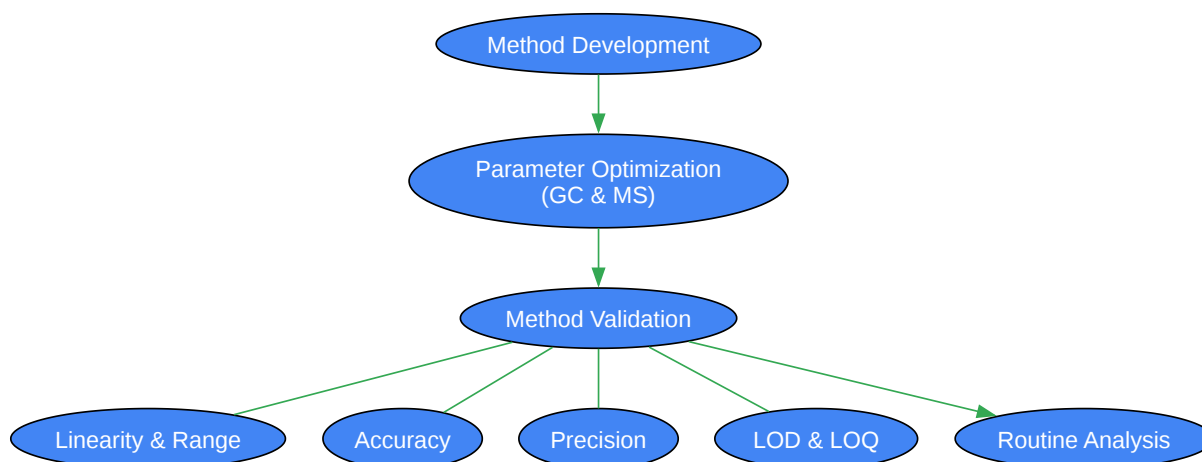 Method Development
Parameter Optimization
(GC & MS)
Method Validation
Linearity & Range
Accuracy
Precision
LOD & LOQ
Routine Analysis